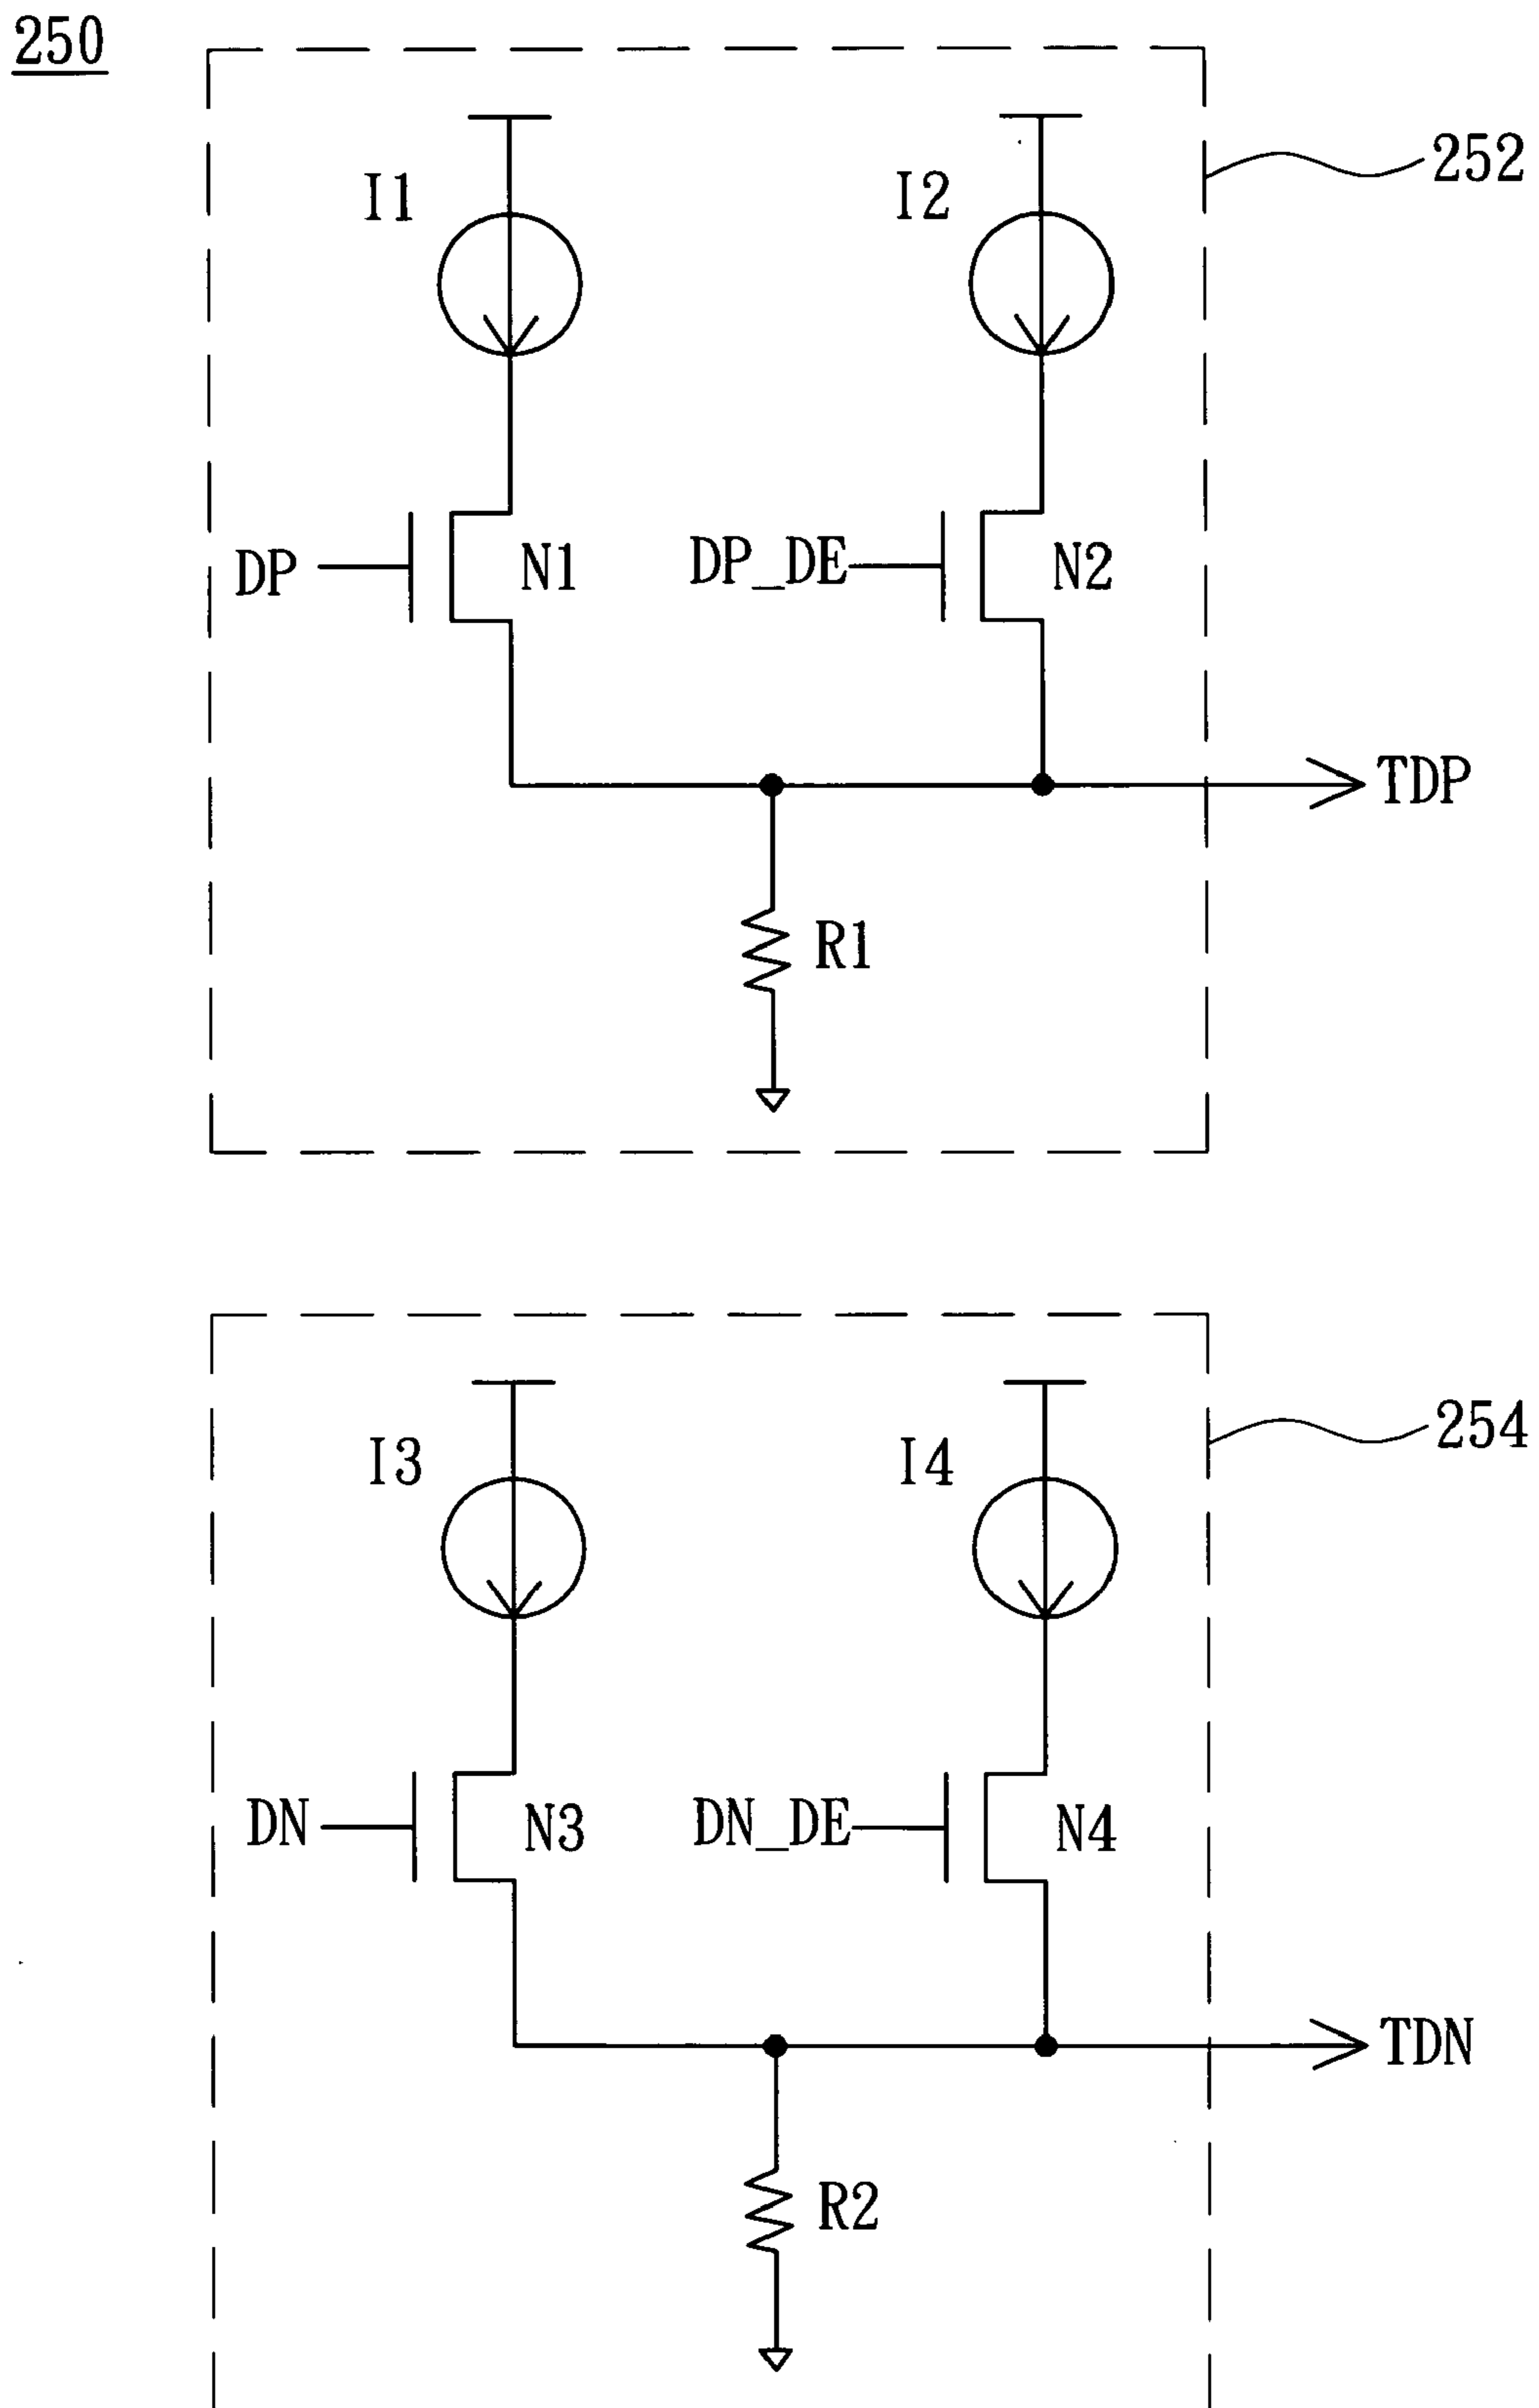 250
252
I1
I2
DP
N1
DP_DE
N2
TDP
R1
254
I3
I4
DN
N3
DN_DE
N4
TDN
R2